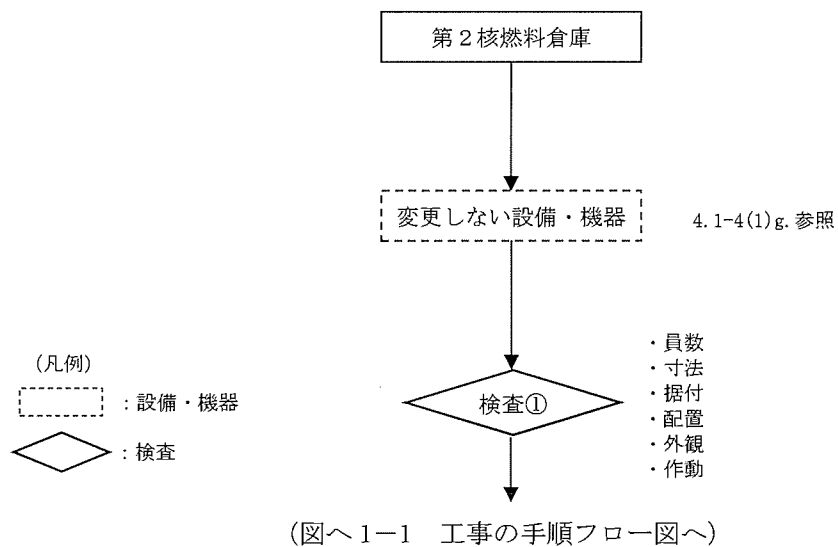 第2核燃料倉庫
変更しない設備・機器
4.1-4(1)g.参照
・員数
・寸法
・据付
・配置
・外観
・作動
検査①
(凡例)
：設備・機器
：検査
(図へ1-1 工事の手順フロー図へ)